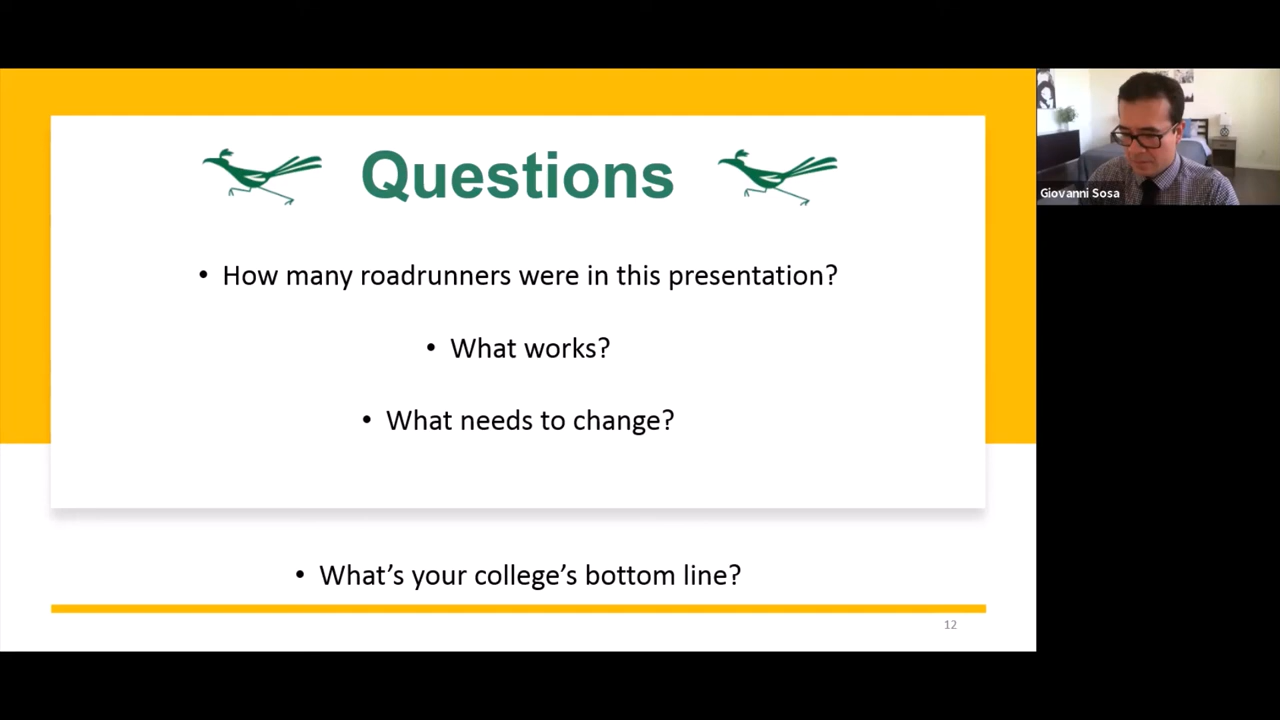 Questions
• How many roadrunners were in this presentation?
• What works?
• What needs to change?
• What's your college's bottom line?
12
Giovanni Sosa